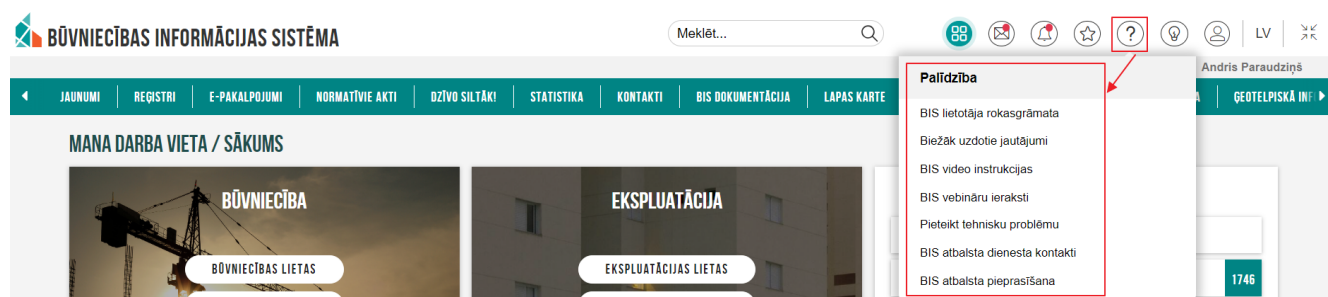 BŪVNIECĪBAS INFORMĀCIJAS SISTĒMA
Meklēt...
?
LV
Andris Paraudziņš
JAUNUMI
REĢISTRI
E-PAKALPOJUMI
NORMATĪVIE AKTI
DZĪVO SILTĀK!
STATISTIKA
KONTAKTI
BIS DOKUMENTĀCIJA
LAPAS KARTE
ĢEOTELPISKĀ
Palīdzība
BIS lietotāja rokasgrāmata
Biežāk uzdotie jautājumi
BIS video instrukcijas
BIS vebināru ieraksti
Pieteikt tehnisku problēmu
BIS atbalsta dienesta kontakti
BIS atbalsta pieprasīšana
MANA DARBA VIETA / SĀKUMS
BŪVNIECĪBA
BŪVNIECĪBAS LIETAS
EKSPLUATĀCIJA
EKSPLUATĀCIJAS LIETAS
1746